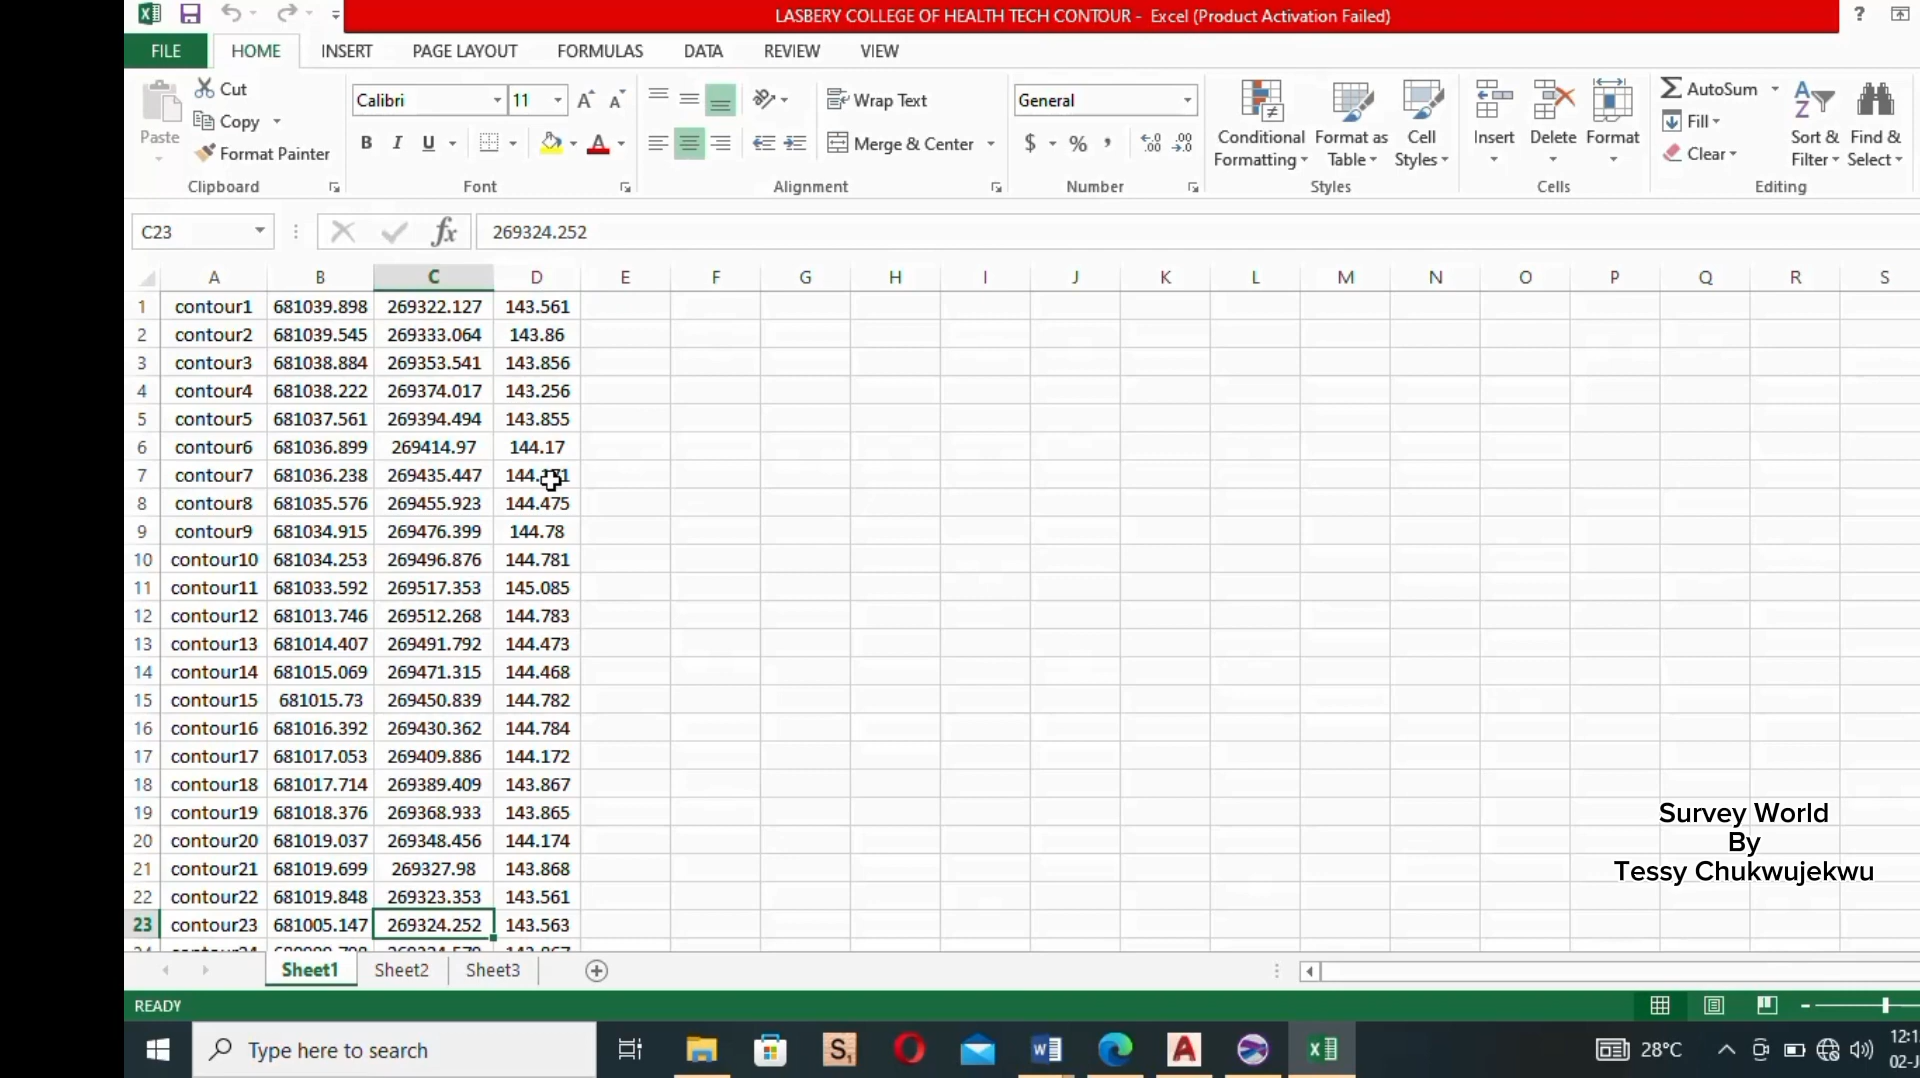 LASBERY COLLEGE OF HEALTH TECH CONTOUR - Excel (Product Activation Failed)
?
FILE HOME INSERT PAGE LAYOUT FORMULAS DATA REVIEW VIEW
Paste
Cut
Copy
Format Painter
Clipboard
Calibri 11
B I U
Font
Wrap Text
Merge & Center
Alignment
General
$ % ,
Number
Conditional Formatting
Format as Table
Cell Styles
Styles
Insert
Delete
Format
Cells
AutoSum
Fill
Clear
Sort & Filter
Find & Select
Editing
C23 fx 269324.252
A B C D E F G H I J K L M N O P Q R S
1 contour1 681039.898 269322.127 143.561
2 contour2 681039.545 269333.064 143.86
3 contour3 681038.884 269353.541 143.856
4 contour4 681038.222 269374.017 143.256
5 contour5 681037.561 269394.494 143.855
6 contour6 681036.899 269414.97 144.17
7 contour7 681036.238 269435.447
8 contour8 681035.576 269455.923 144.475
9 contour9 681034.915 269476.399 144.78
10 contour10 681034.253 269496.876 144.781
11 contour11 681033.592 269517.353 145.085
12 contour12 681013.746 269512.268 144.783
13 contour13 681014.407 269491.792 144.473
14 contour14 681015.069 269471.315 144.468
15 contour15 681015.73 269450.839 144.782
16 contour16 681016.392 269430.362 144.784
17 contour17 681017.053 269409.886 144.172
18 contour18 681017.714 269389.409 143.867
19 contour19 681018.376 269368.933 143.865
20 contour20 681019.037 269348.456 144.174
21 contour21 681019.699 269327.98 143.868
22 contour22 681019.848 269323.353 143.561
23 contour23 681005.147 269324.252 143.563
Survey World
By
Tessy Chukwujekwu
Sheet1 Sheet2 Sheet3
READY
Type here to search
28°C